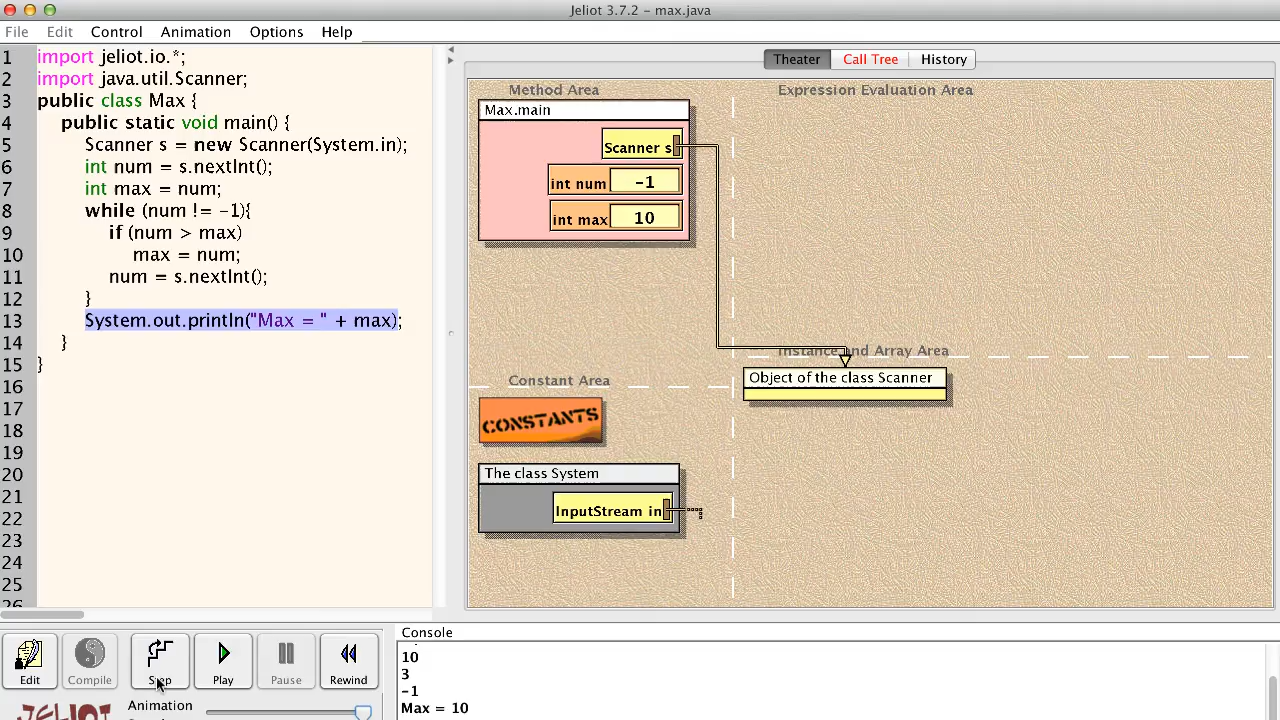 Jeliot 3.7.2 – max.java
File Edit Control Animation Options Help
1 import jeliot.io.*;
2 import java.util.Scanner;
3 public class Max {
4 public static void main() {
5 Scanner s = new Scanner(System.in);
6 int num = s.nextInt();
7 int max = num;
8 while (num != -1){
9 if (num > max)
10 max = num;
11 num = s.nextInt();
12 }
13 System.out.println("Max = " + max);
14 }
15 }
16
17
18
19
20
21
22
23
24
25
26
Theater Call Tree History
Method Area
Expression Evaluation Area
Max.main
Scanner s
int num -1
int max 10
Instance and Array Area
Object of the class Scanner
Constant Area
CONSTANTS
The class System
InputStream in
Edit Compile Step Play Pause Rewind
Animation
JELIOT
Console
10
3
-1
Max = 10